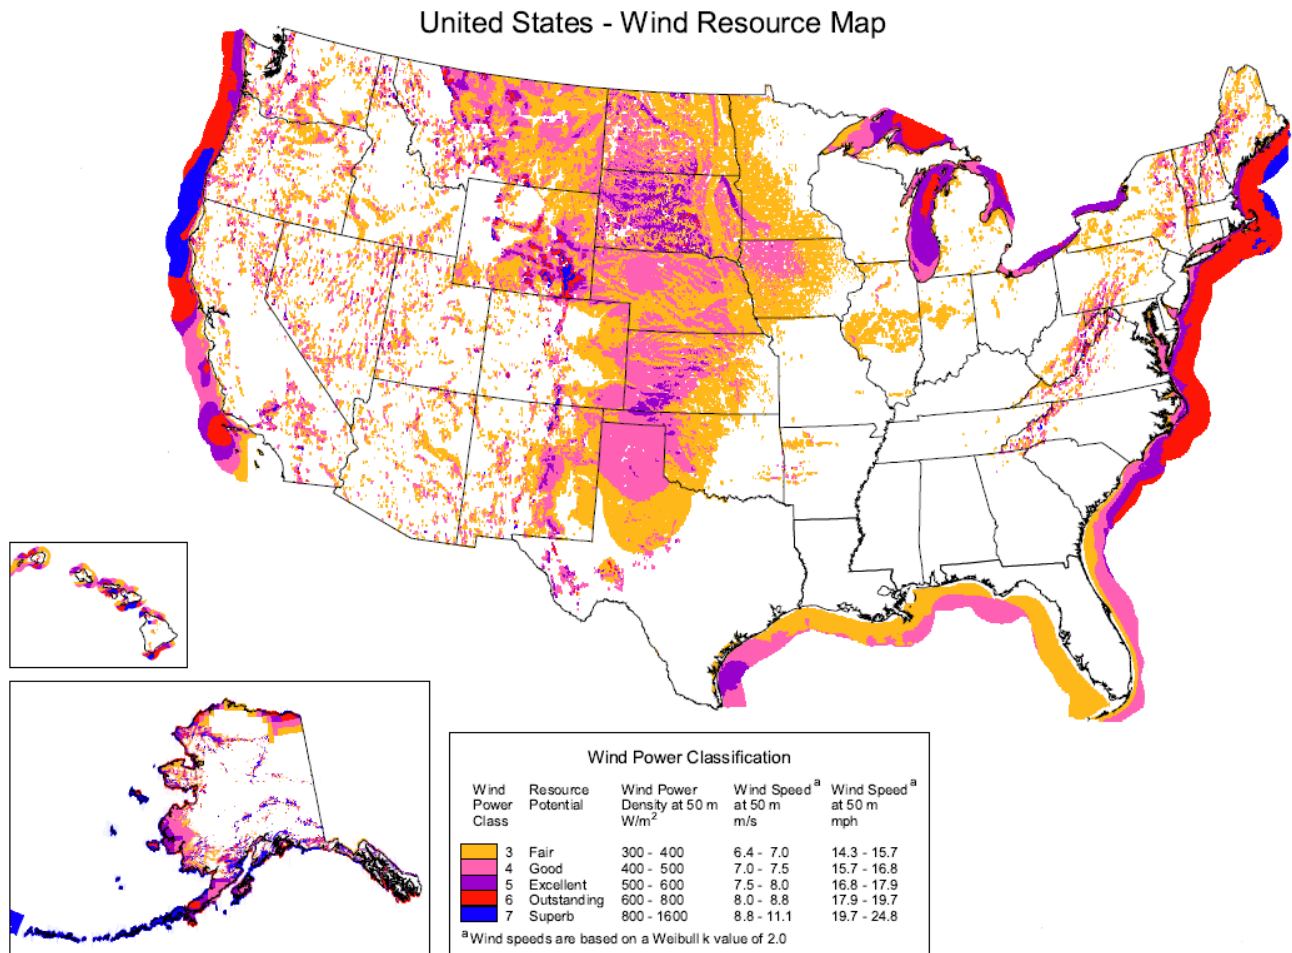 United States - Wind Resource Map
Wind Power Classification
Wind Power Class Resource Potential Wind Power Density at 50 m W/m2 Wind Speed a at 50 m m/s Wind Speed a at 50 m mph
3 Fair 300 - 400 6.4 - 7.0 14.3 - 15.7
4 Good 400 - 500 7.0 - 7.5 15.7 - 16.8
5 Excellent 500 - 600 7.5 - 8.0 16.8 - 17.9
6 Outstanding 600 - 800 8.0 - 8.8 17.9 - 19.7
7 Superb 800 - 1600 8.8 - 11.1 19.7 - 24.8
a Wind speeds are based on a Weibull k value of 2.0